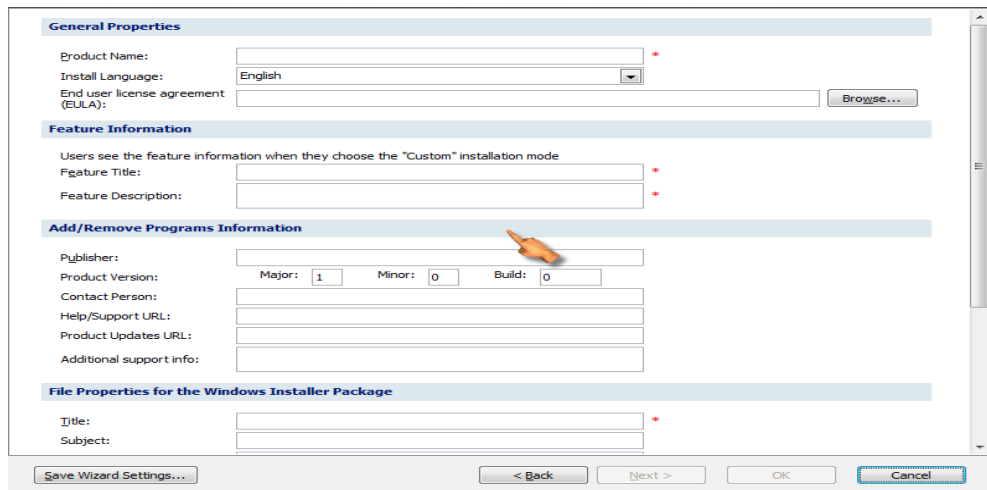 General Properties
Product Name: *
Install Language: English
End user license agreement
(EULA): Browse...
Feature Information
Users see the feature information when they choose the "Custom" installation mode
Feature Title: *
Feature Description: *
Add/Remove Programs Information
Publisher:
Product Version: Major: 1 Minor: 0 Build: 0
Contact Person:
Help/Support URL:
Product Updates URL:
Additional support info:
File Properties for the Windows Installer Package
Title: *
Subject:
Save Wizard Settings... < Back Next > OK Cancel